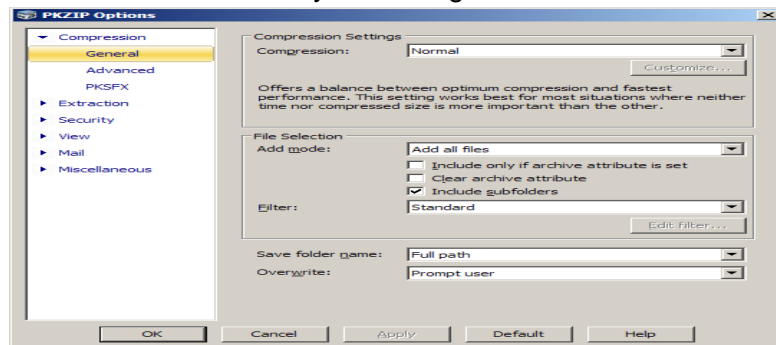 PKZIP Options
Compression
General
Advanced
PKSFX
Extraction
Security
View
Mail
Miscellaneous
Compression Settings
Compression: Normal
Customize...
Offers a balance between optimum compression and fastest
performance. This setting works best for most situations where neither
time nor compressed size is more important than the other.
File Selection
Add mode: Add all files
Include only if archive attribute is set
Clear archive attribute
Include subfolders
Filter: Standard
Edit filter...
Save folder name: Full path
Overwrite: Prompt user
OK Cancel Apply Default Help